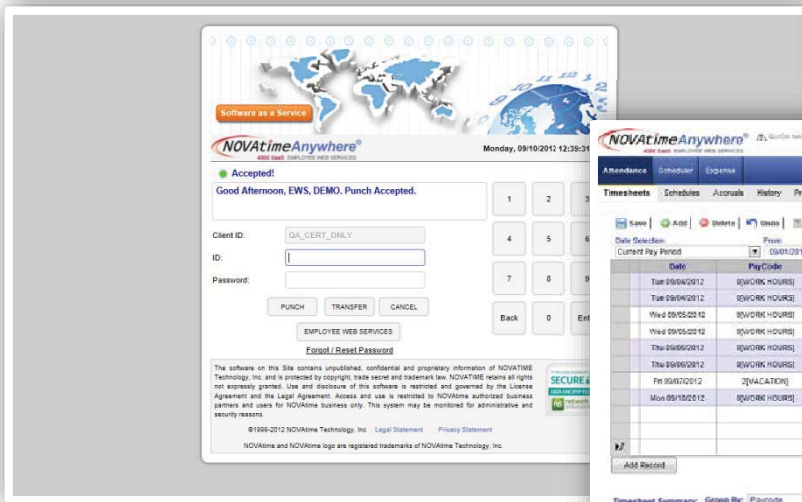 Software as a Service
NOVAtimeAnywhere®
4000 SaaS EMPLOYEE WEB SERVICES
Monday, 09/10/2012 12:39:31
Accepted!
Good Afternoon, EWS, DEMO. Punch Accepted.
1 2 3
Client ID: QA_CERT_ONLY
4 5 6
ID:
Password:
7 8 9
PUNCH TRANSFER CANCEL
Back 0
EMPLOYEE WEB SERVICES
Forgot / Reset Password
The software on this Site contains unpublished, confidential and proprietary information of NOVATIME
Technology, Inc. and is protected by copyright, trade secret and trademark law. NOVATIME retains all rights
not expressly granted. Use and disclosure of this software is restricted and governed by the License
Agreement and the Legal Agreement. Access and use is restricted to NOVAtime authorized business
partners and users for NOVAtime business only. This system may be monitored for administrative and
security reasons.
SECURE
©1999-2012 NOVAtime Technology, Inc Legal Statement Privacy Statement
NOVAtime and NOVAtime logo are registered trademarks of NOVAtime Technology, Inc.
NOVAtimeAnywhere®
Attendance Scheduler Expense
Timesheets Schedules Accruals History
Save Add Delete Undo
Date Selection: From:
Current Pay Period 09/01/201
Date PayCode
Tue 09/04/2012 0[WORK HOURS]
Tue 09/04/2012 0[WORK HOURS]
Wed 09/05/2012 0[WORK HOURS]
Wed 09/05/2012 0[WORK HOURS]
Thu 09/06/2012 0[WORK HOURS]
Thu 09/06/2012 0[WORK HOURS]
Fri 09/07/2012 2[VACATION]
Mon 09/10/2012 0[WORK HOURS]
Add Record
Timesheet Summary: Group By: Paycode